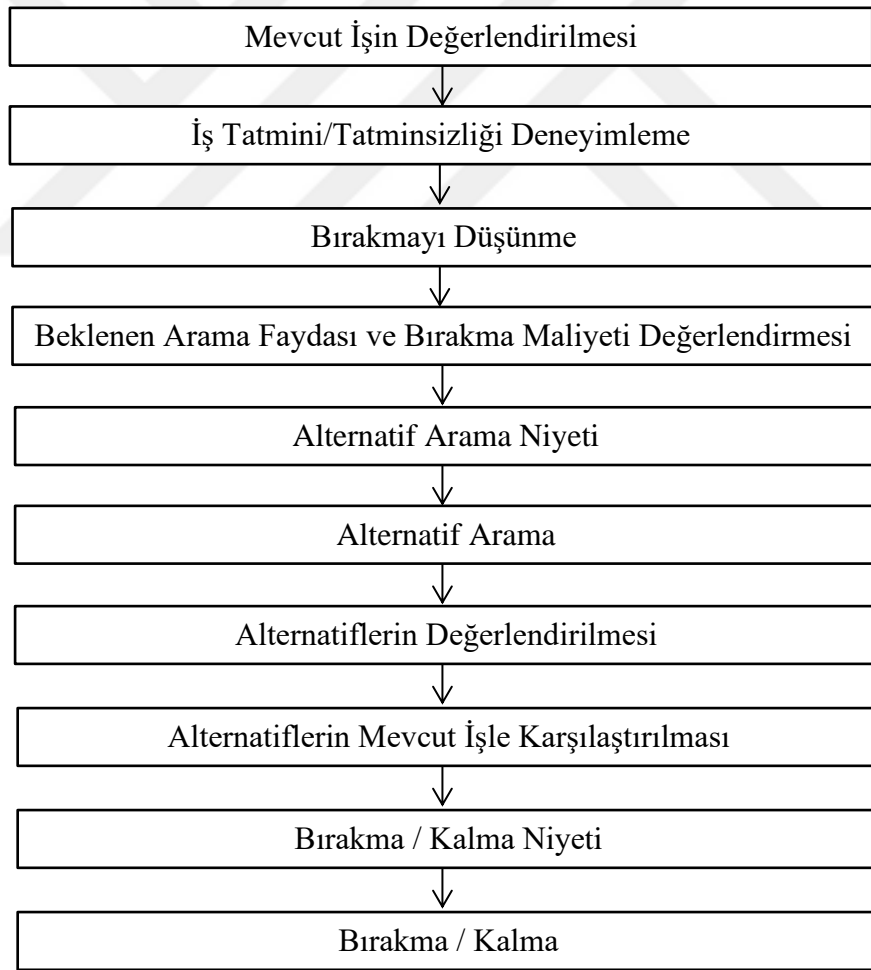 Mevcut İşin Değerlendirilmesi
İş Tatmini/Tatminsizliği Deneyimleme
Bırakmayı Düşünme
Beklenen Arama Faydası ve Bırakma Maliyeti Değerlendirmesi
Alternatif Arama Niyeti
Alternatif Arama
Alternatiflerin Değerlendirilmesi
Alternatiflerin Mevcut İşle Karşılaştırılması
Bırakma / Kalma Niyeti
Bırakma / Kalma